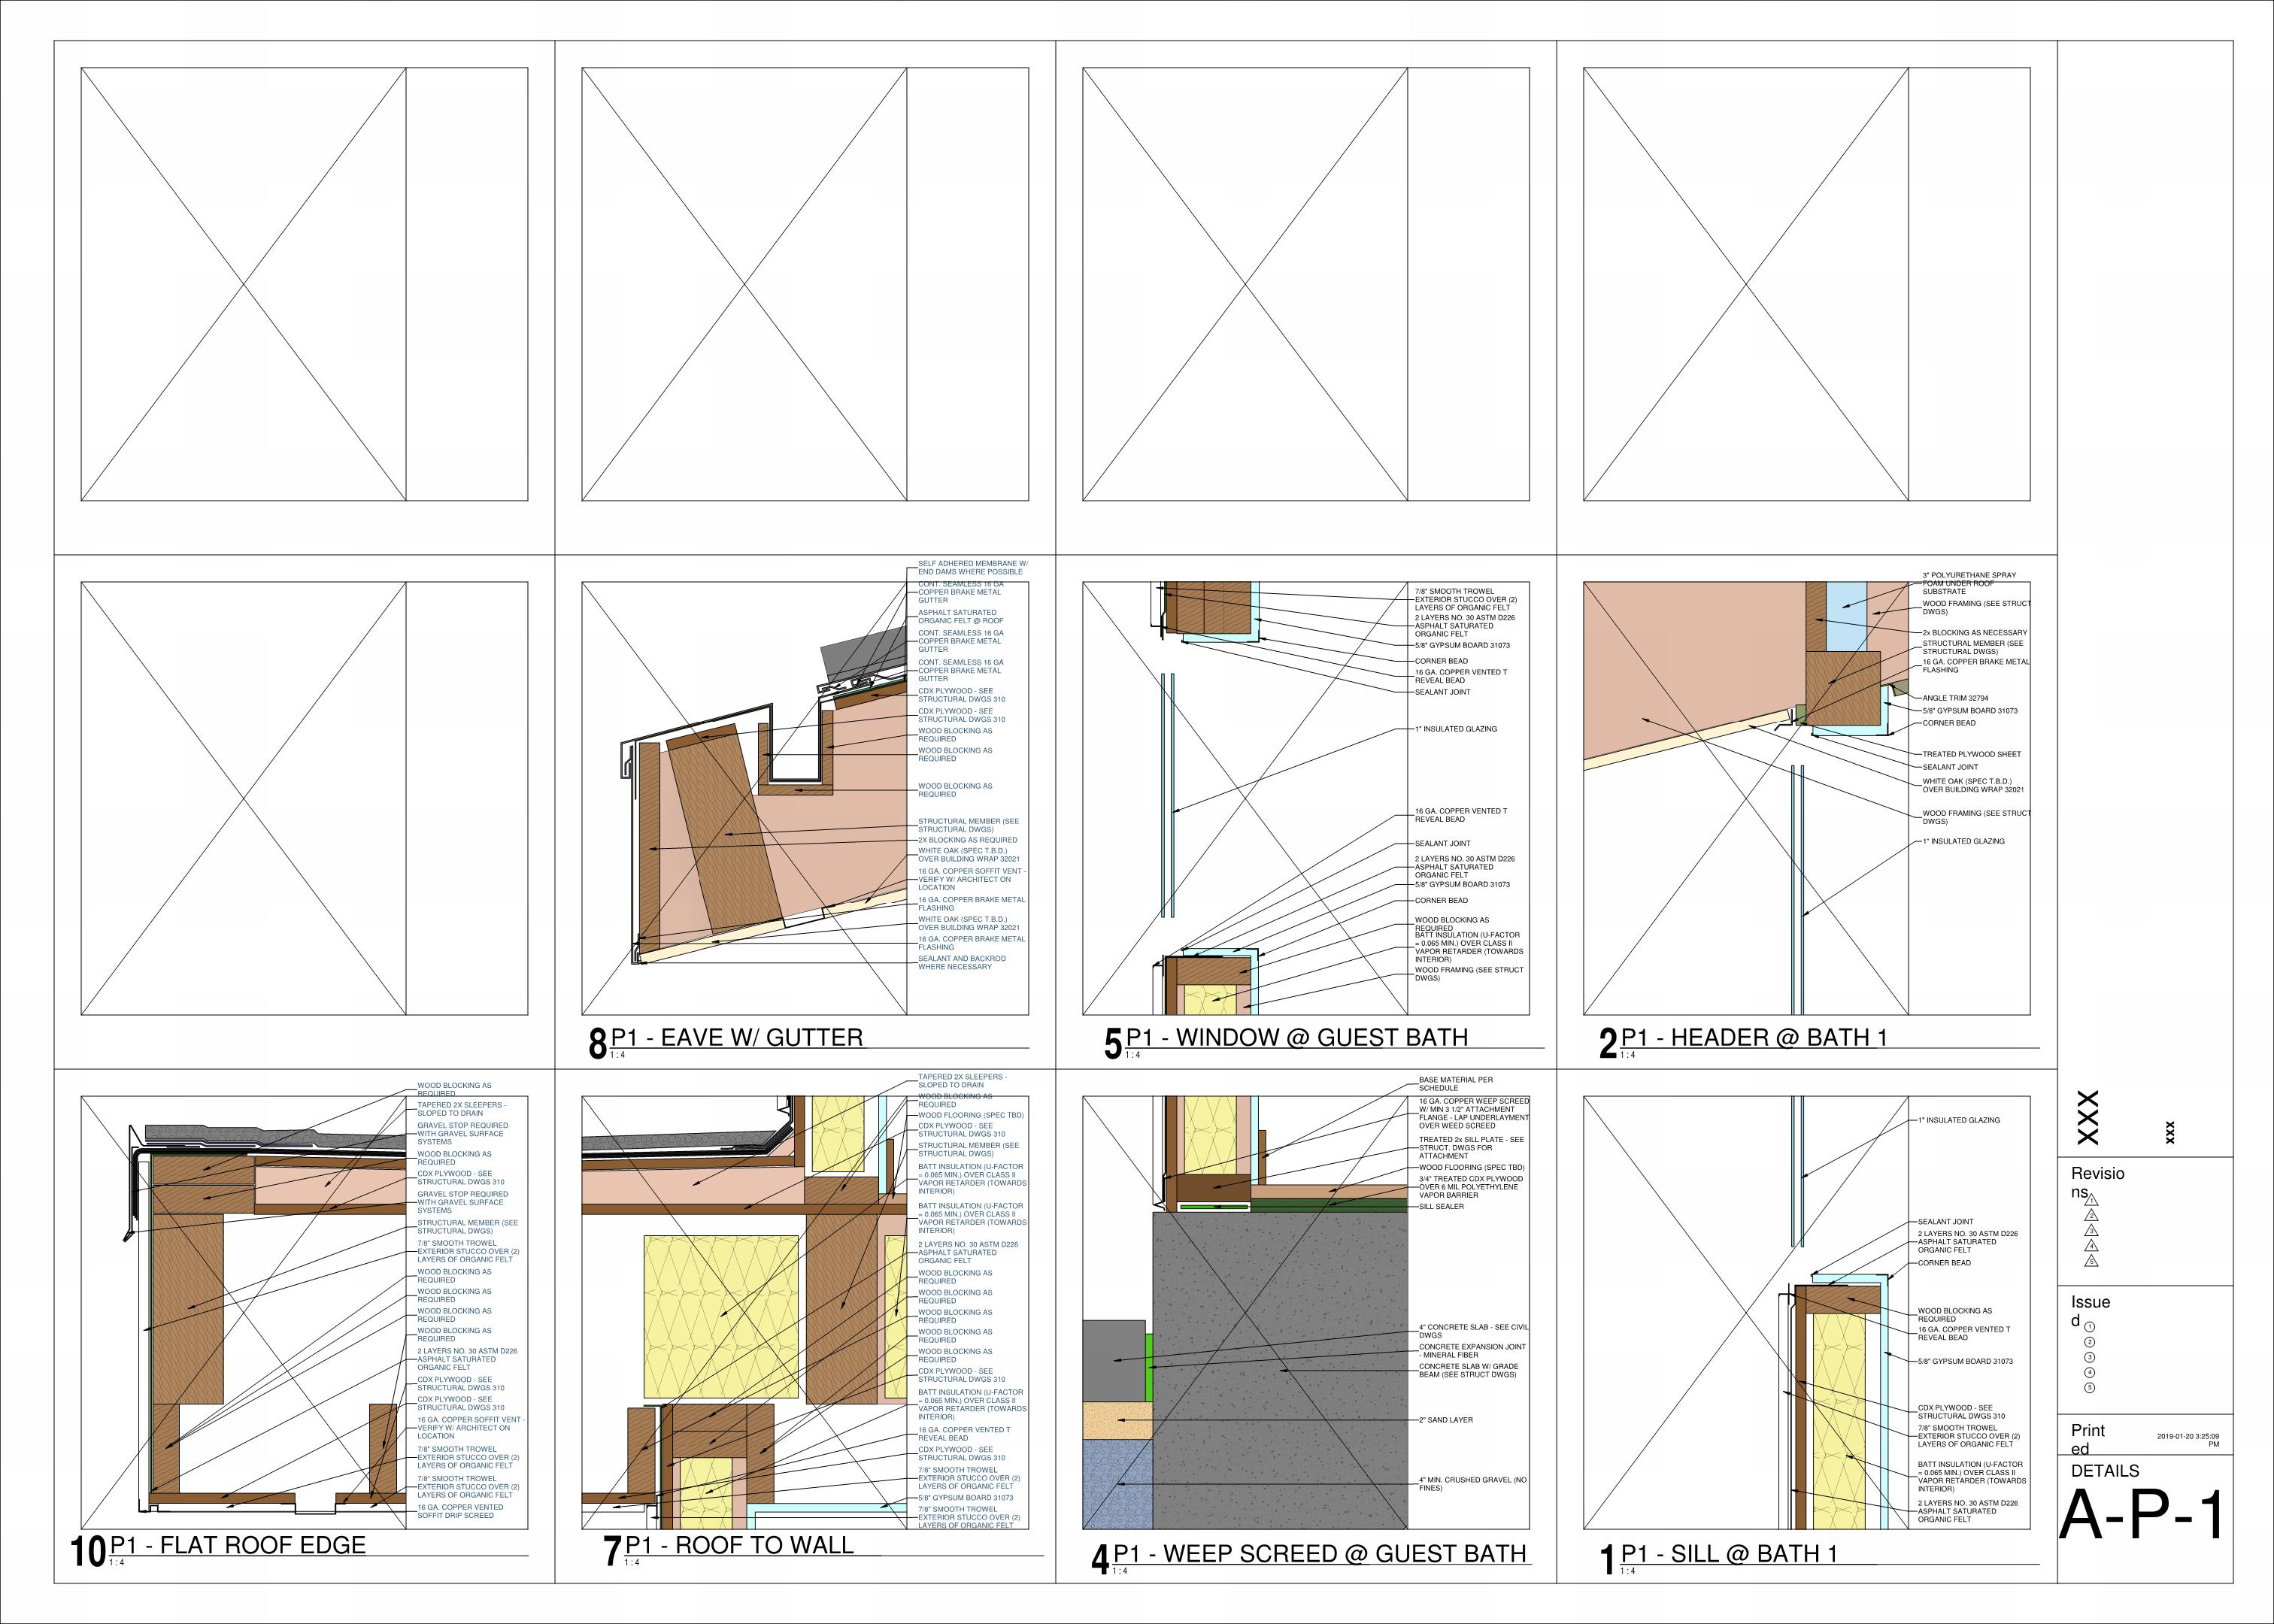 SELF ADHERED MEMBRANE W/
END DAMS WHERE POSSIBLE
CONT. SEAMLESS 16 GA
COPPER BRAKE METAL
GUTTER
ASPHALT SATURATED
ORGANIC FELT @ ROOF
CONT. SEAMLESS 16 GA
COPPER BRAKE METAL
GUTTER
CONT. SEAMLESS 16 GA
COPPER BRAKE METAL
GUTTER
CDX PLYWOOD - SEE
STRUCTURAL DWGS 310
CDX PLYWOOD - SEE
STRUCTURAL DWGS 310
WOOD BLOCKING AS
REQUIRED
WOOD BLOCKING AS
REQUIRED
WOOD BLOCKING AS
REQUIRED
STRUCTURAL MEMBER (SEE
STRUCTURAL DWGS)
2X BLOCKING AS REQUIRED
WHITE OAK (SPEC T.B.D.)
OVER BUILDING WRAP 32021
16 GA. COPPER SOFFIT VENT -
VERIFY W/ ARCHITECT ON
LOCATION
16 GA. COPPER BRAKE METAL
FLASHING
WHITE OAK (SPEC T.B.D.)
OVER BUILDING WRAP 32021
16 GA. COPPER BRAKE METAL
FLASHING
SEALANT AND BACKROD
WHERE NECESSARY
8 P1 - EAVE W/ GUTTER
1 : 4
7/8" SMOOTH TROWEL
EXTERIOR STUCCO OVER (2)
LAYERS OF ORGANIC FELT
2 LAYERS NO. 30 ASTM D226
ASPHALT SATURATED
ORGANIC FELT
5/8" GYPSUM BOARD 31073
CORNER BEAD
16 GA. COPPER VENTED T
REVEAL BEAD
SEALANT JOINT
1" INSULATED GLAZING
16 GA. COPPER VENTED T
REVEAL BEAD
SEALANT JOINT
2 LAYERS NO. 30 ASTM D226
ASPHALT SATURATED
ORGANIC FELT
5/8" GYPSUM BOARD 31073
CORNER BEAD
WOOD BLOCKING AS
REQUIRED
BATT INSULATION (U-FACTOR
= 0.065 MIN.) OVER CLASS II
VAPOR RETARDER (TOWARDS
INTERIOR)
WOOD FRAMING (SEE STRUCT
DWGS)
5 P1 - WINDOW @ GUEST BATH
1 : 4
3" POLYURETHANE SPRAY
FOAM UNDER ROOF
SUBSTRATE
WOOD FRAMING (SEE STRUCT
DWGS)
2x BLOCKING AS NECESSARY
STRUCTURAL MEMBER (SEE
STRUCTURAL DWGS)
16 GA. COPPER BRAKE METAL
FLASHING
ANGLE TRIM 32794
5/8" GYPSUM BOARD 31073
CORNER BEAD
TREATED PLYWOOD SHEET
SEALANT JOINT
WHITE OAK (SPEC T.B.D.)
OVER BUILDING WRAP 32021
WOOD FRAMING (SEE STRUCT
DWGS)
1" INSULATED GLAZING
2 P1 - HEADER @ BATH 1
1 : 4
WOOD BLOCKING AS
REQUIRED
TAPERED 2X SLEEPERS -
SLOPED TO DRAIN
GRAVEL STOP REQUIRED
WITH GRAVEL SURFACE
SYSTEMS
WOOD BLOCKING AS
REQUIRED
CDX PLYWOOD - SEE
STRUCTURAL DWGS 310
GRAVEL STOP REQUIRED
WITH GRAVEL SURFACE
SYSTEMS
STRUCTURAL MEMBER (SEE
STRUCTURAL DWGS)
7/8" SMOOTH TROWEL
EXTERIOR STUCCO OVER (2)
LAYERS OF ORGANIC FELT
WOOD BLOCKING AS
REQUIRED
WOOD BLOCKING AS
REQUIRED
WOOD BLOCKING AS
REQUIRED
WOOD BLOCKING AS
REQUIRED
2 LAYERS NO. 30 ASTM D226
ASPHALT SATURATED
ORGANIC FELT
CDX PLYWOOD - SEE
STRUCTURAL DWGS 310
CDX PLYWOOD - SEE
STRUCTURAL DWGS 310
16 GA. COPPER SOFFIT VENT -
VERIFY W/ ARCHITECT ON
LOCATION
7/8" SMOOTH TROWEL
EXTERIOR STUCCO OVER (2)
LAYERS OF ORGANIC FELT
7/8" SMOOTH TROWEL
EXTERIOR STUCCO OVER (2)
LAYERS OF ORGANIC FELT
16 GA. COPPER VENTED
SOFFIT DRIP SCREED
10 P1 - FLAT ROOF EDGE
1 : 4
TAPERED 2X SLEEPERS -
SLOPED TO DRAIN
WOOD BLOCKING AS
REQUIRED
WOOD FLOORING (SPEC TBD)
CDX PLYWOOD - SEE
STRUCTURAL DWGS 310
STRUCTURAL MEMBER (SEE
STRUCTURAL DWGS)
BATT INSULATION (U-FACTOR
= 0.065 MIN.) OVER CLASS II
VAPOR RETARDER (TOWARDS
INTERIOR)
BATT INSULATION (U-FACTOR
= 0.065 MIN.) OVER CLASS II
VAPOR RETARDER (TOWARDS
INTERIOR)
2 LAYERS NO. 30 ASTM D226
ASPHALT SATURATED
ORGANIC FELT
WOOD BLOCKING AS
REQUIRED
WOOD BLOCKING AS
REQUIRED
WOOD BLOCKING AS
REQUIRED
WOOD BLOCKING AS
REQUIRED
WOOD BLOCKING AS
REQUIRED
CDX PLYWOOD - SEE
STRUCTURAL DWGS 310
BATT INSULATION (U-FACTOR
= 0.065 MIN.) OVER CLASS II
VAPOR RETARDER (TOWARDS
INTERIOR)
16 GA. COPPER VENTED T
REVEAL BEAD
CDX PLYWOOD - SEE
STRUCTURAL DWGS 310
7/8" SMOOTH TROWEL
EXTERIOR STUCCO OVER (2)
LAYERS OF ORGANIC FELT
5/8" GYPSUM BOARD 31073
7/8" SMOOTH TROWEL
EXTERIOR STUCCO OVER (2)
LAYERS OF ORGANIC FELT
7 P1 - ROOF TO WALL
1 : 4
BASE MATERIAL PER
SCHEDULE
16 GA. COPPER WEEP SCREED
W/ MIN 3 1/2" ATTACHMENT
FLANGE - LAP UNDERLAYMENT
OVER WEED SCREED
TREATED 2x SILL PLATE - SEE
STRUCT. DWGS FOR
ATTACHMENT
WOOD FLOORING (SPEC TBD)
3/4" TREATED CDX PLYWOOD
OVER 6 MIL POLYETHYLENE
VAPOR BARRIER
SILL SEALER
4" CONCRETE SLAB - SEE CIVIL
DWGS
CONCRETE EXPANSION JOINT
- MINERAL FIBER
CONCRETE SLAB W/ GRADE
BEAM (SEE STRUCT DWGS)
2" SAND LAYER
4" MIN. CRUSHED GRAVEL (NO
FINES)
4 P1 - WEEP SCREED @ GUEST BATH
1 : 4
1" INSULATED GLAZING
SEALANT JOINT
2 LAYERS NO. 30 ASTM D226
ASPHALT SATURATED
ORGANIC FELT
CORNER BEAD
WOOD BLOCKING AS
REQUIRED
16 GA. COPPER VENTED T
REVEAL BEAD
5/8" GYPSUM BOARD 31073
CDX PLYWOOD - SEE
STRUCTURAL DWGS 310
7/8" SMOOTH TROWEL
EXTERIOR STUCCO OVER (2)
LAYERS OF ORGANIC FELT
BATT INSULATION (U-FACTOR
= 0.065 MIN.) OVER CLASS II
VAPOR RETARDER (TOWARDS
INTERIOR)
2 LAYERS NO. 30 ASTM D226
ASPHALT SATURATED
ORGANIC FELT
1 P1 - SILL @ BATH 1
1 : 4
XXX
xxx
Revisio
ns
1
2
3
4
5
Issue
d
1
2
3
4
5
Print
ed
2019-01-20 3:25:09
PM
DETAILS
A-P-1